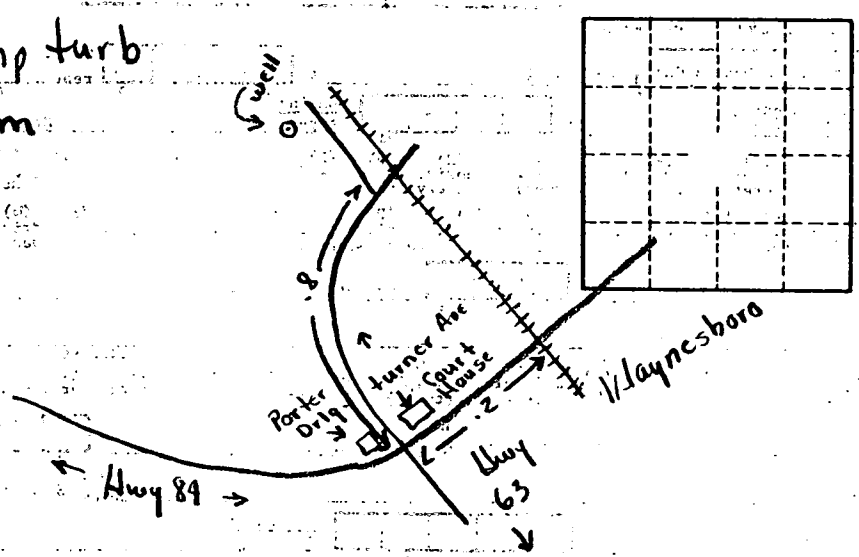 turb
well
.8
turner Ave
Court
House
Porter
Drlg.
.2
Waynesboro
Hwy 84
Hwy
63